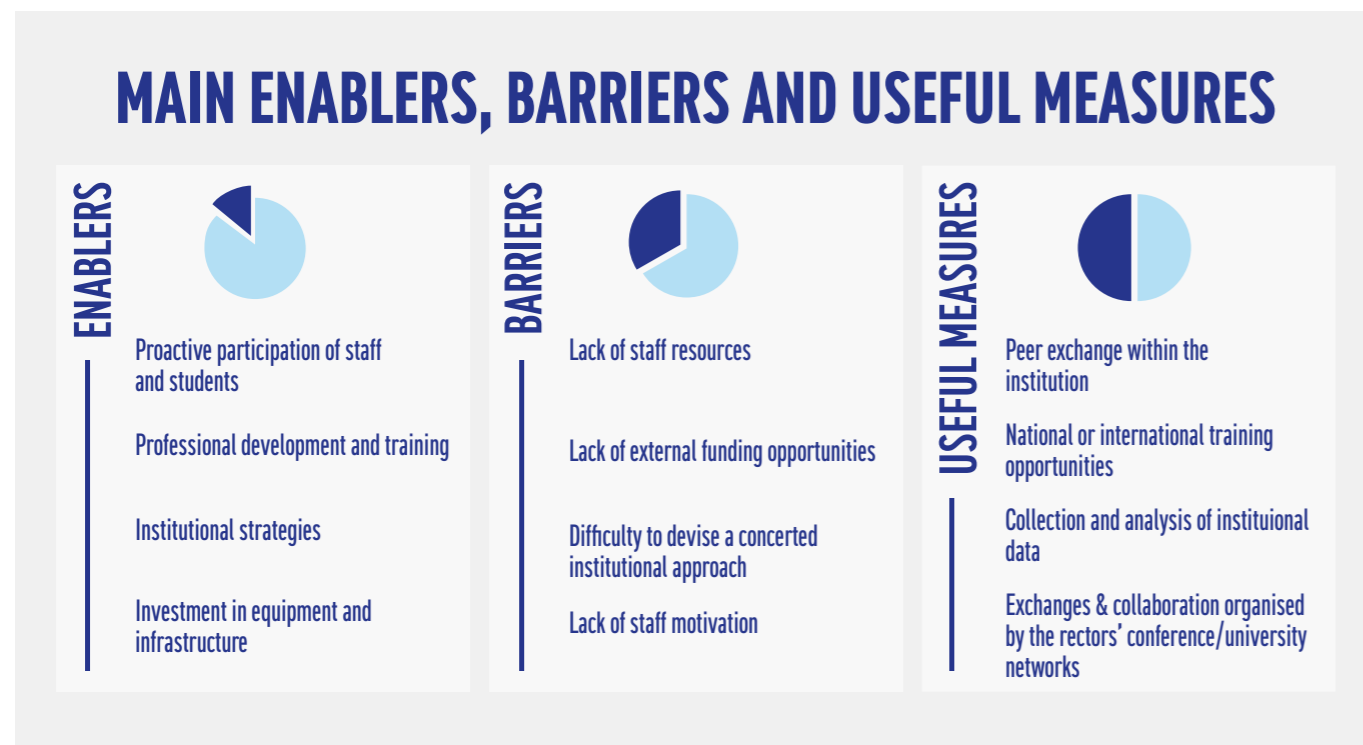 MAIN ENABLERS, BARRIERS AND USEFUL MEASURES
ENABLERS
Proactive participation of staff
and students
Professional development and training
Institutional strategies
Investment in equipment and
infrastructure
BARRIERS
Lack of staff resources
Lack of external funding opportunities
Difficulty to devise a concerted
institutional approach
Lack of staff motivation
USEFUL MEASURES
Peer exchange within the
institution
National or international training
opportunities
Collection and analysis of instituional
data
Exchanges & collaboration organised
by the rectors’ conference/university
networks